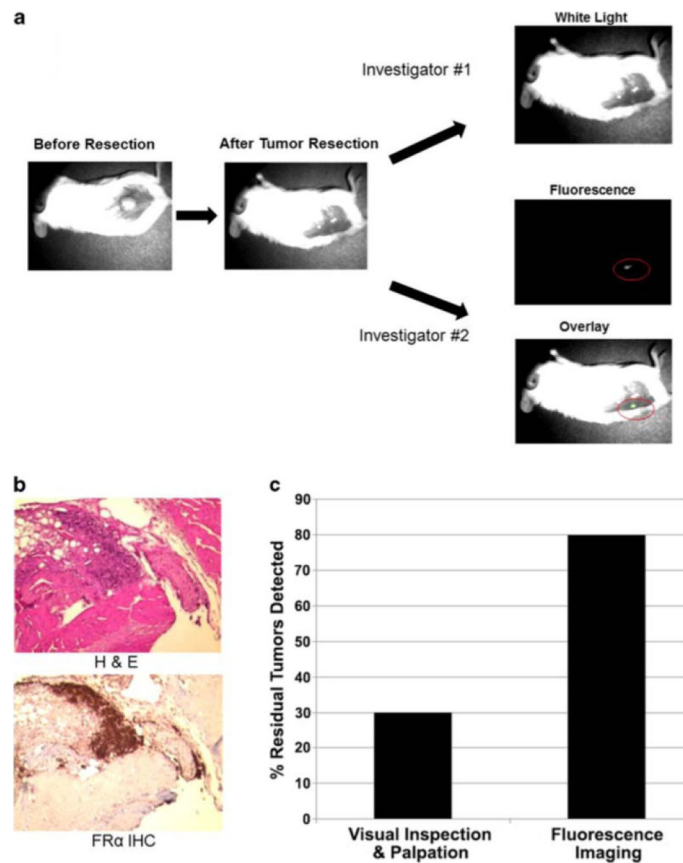 a
White Light
Investigator #1
Before Resection
After Tumor Resection
Fluorescence
Investigator #2
Overlay
b
H & E
FRα IHC
c
% Residual Tumors Detected
90
80
70
60
50
40
30
20
10
0
Visual Inspection
& Palpation
Fluorescence
Imaging